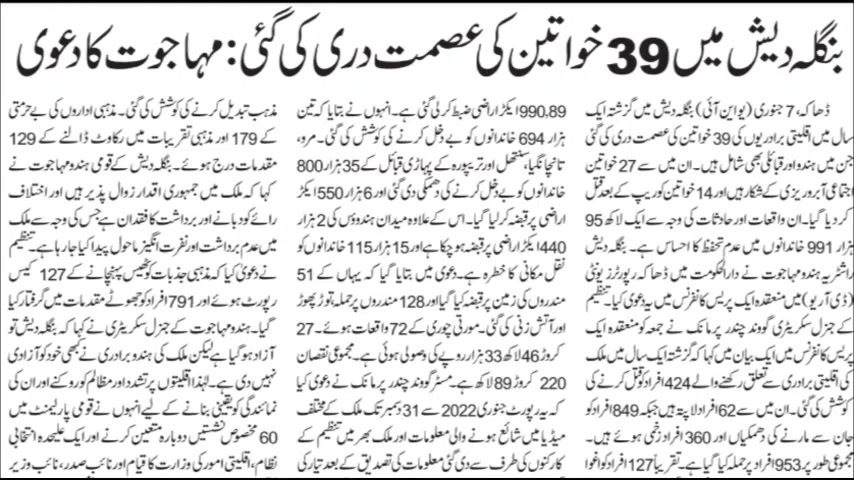 بنگلہ دیش میں 39 خواتین کی عصمت دری کی گئی: مہاجوت کا دعویٰ
ڈھاکہ، 7 جنوری (یو این آئی) بنگلہ دیش میں گزشتہ ایک
سال میں اقلیتی برادریوں کی 39 خواتین کی عصمت دری کی گئی
جن میں ہندو اور قبائلی بھی شامل ہیں۔ ان میں سے 27 خواتین
اجتماعی آبروریزی کے شکار ہیں اور 14 خواتین کو ریپ کے بعد قتل
کر دیا گیا۔ ان واقعات اور حادثات کی وجہ سے ایک لاکھ 95
ہزار 991 خاندانوں میں عدم تحفظ کا احساس ہے۔ بنگلہ دیش
راشٹریہ ہندو مہاجوت نے دارالحکومت میں ڈھاکہ رپورٹرز یونٹی
(ڈی آر یو) میں منعقدہ ایک پریس کانفرنس میں یہ دعویٰ کیا۔ تنظیم
کے جنرل سکریٹری گووند چندر پرمانک نے جمعہ کو منعقدہ ایک
پریس کانفرنس میں ایک بیان میں کہا کہ گزشتہ ایک سال میں ملک
کی اقلیتی برادری سے تعلق رکھنے والے 424 افراد کو قتل کرنے کی
کوشش کی گئی۔ ان میں سے 62 افراد لاپتہ ہیں جبکہ 849 افراد کو
جان سے مارنے کی دھمکیاں اور 360 افراد زخمی ہوئے ہیں۔
مجموعی طور پر 953 افراد پر حملہ کیا گیا ہے۔ تقریباً 127 افراد کو اغوا
990,89 ایکڑ اراضی ضبط کر لی گئی ہے۔ انہوں نے بتایا کہ تین
ہزار 694 خاندانوں کو بے دخل کرنے کی کوشش کی گئی۔ مرو،
تانچانگیا، سنتھل اور تریپورہ کے پہاڑی قبائل کے 35 ہزار 800
خاندانوں کو بے دخل کرنے کی دھمکی دی گئی اور 6 ہزار 550 ایکڑ
اراضی پر قبضہ کر لیا گیا۔ اس کے علاوہ میدان ہندوؤں کی 2 ہزار
440 ایکڑ اراضی پر قبضہ ہو چکا ہے اور 15 ہزار 115 خاندانوں کو
نقل مکانی کا خطرہ ہے۔ دعویٰ میں بتایا گیا کہ یہاں کے 51
مندروں کی زمین پر قبضہ کیا گیا اور 128 مندروں پر حملہ توڑ پھوڑ
اور آتش زنی کی گئی۔ مورتی چوری کے 72 واقعات ہوئے۔ 27
کروڑ 46 لاکھ 33 ہزار روپے کی وصولی ہوئی ہے۔ مجموعی نقصان
220 کروڑ 89 لاکھ ہے۔ مسٹر گووند چندر پرمانک نے دعویٰ کیا
کہ یہ رپورٹ جنوری 2022 سے 31 دسمبر تک ملک کے مختلف
میڈیا میں شائع ہونے والی معلومات اور ملک بھر میں تنظیم کے
کارکنوں کی طرف سے دی گئی معلومات کی تصدیق کے بعد تیار کی
مذہب تبدیل کرنے کی کوشش کی گئی۔ مذہبی اداروں کی بے حرمتی
کے 179 اور مذہبی تقریبات میں رکاوٹ ڈالنے کے 129
مقدمات درج ہوئے۔ بنگلہ دیش کے قومی ہندو مہاجوت نے
کہا کہ ملک میں جمہوری اقدار زوال پذیر ہیں اور اختلاف
رائے کو دبانے اور برداشت کا فقدان ہے جس کی وجہ سے ملک
میں عدم برداشت اور نفرت انگیز ماحول پیدا کیا جا رہا ہے۔ تنظیم
نے دعویٰ کیا کہ مذہبی جذبات کو ٹھیس پہنچانے کے 127 کیس
رپورٹ ہوئے اور 791 افراد کو جھوٹے مقدمات میں گرفتار کیا
گیا۔ ہندو مہاجوت کے جنرل سکریٹری نے کہا کہ بنگلہ دیش تو
آزاد ہو گیا ہے لیکن ملک کی ہندو برادری نے کبھی خود کو آزادی
نہیں دی ہے۔ لہٰذا اقلیتوں پر تشدد اور مظالم کو روکنے اور ان کی
نمائندگی کو یقینی بنانے کے لیے انہوں نے قومی پارلیمنٹ میں
60 مخصوص نشستیں دوبارہ متعین کرنے اور ایک علیحدہ انتخابی
نظام، اقلیتی امور کی وزارت کا قیام اور نائب صدر، نائب وزیر